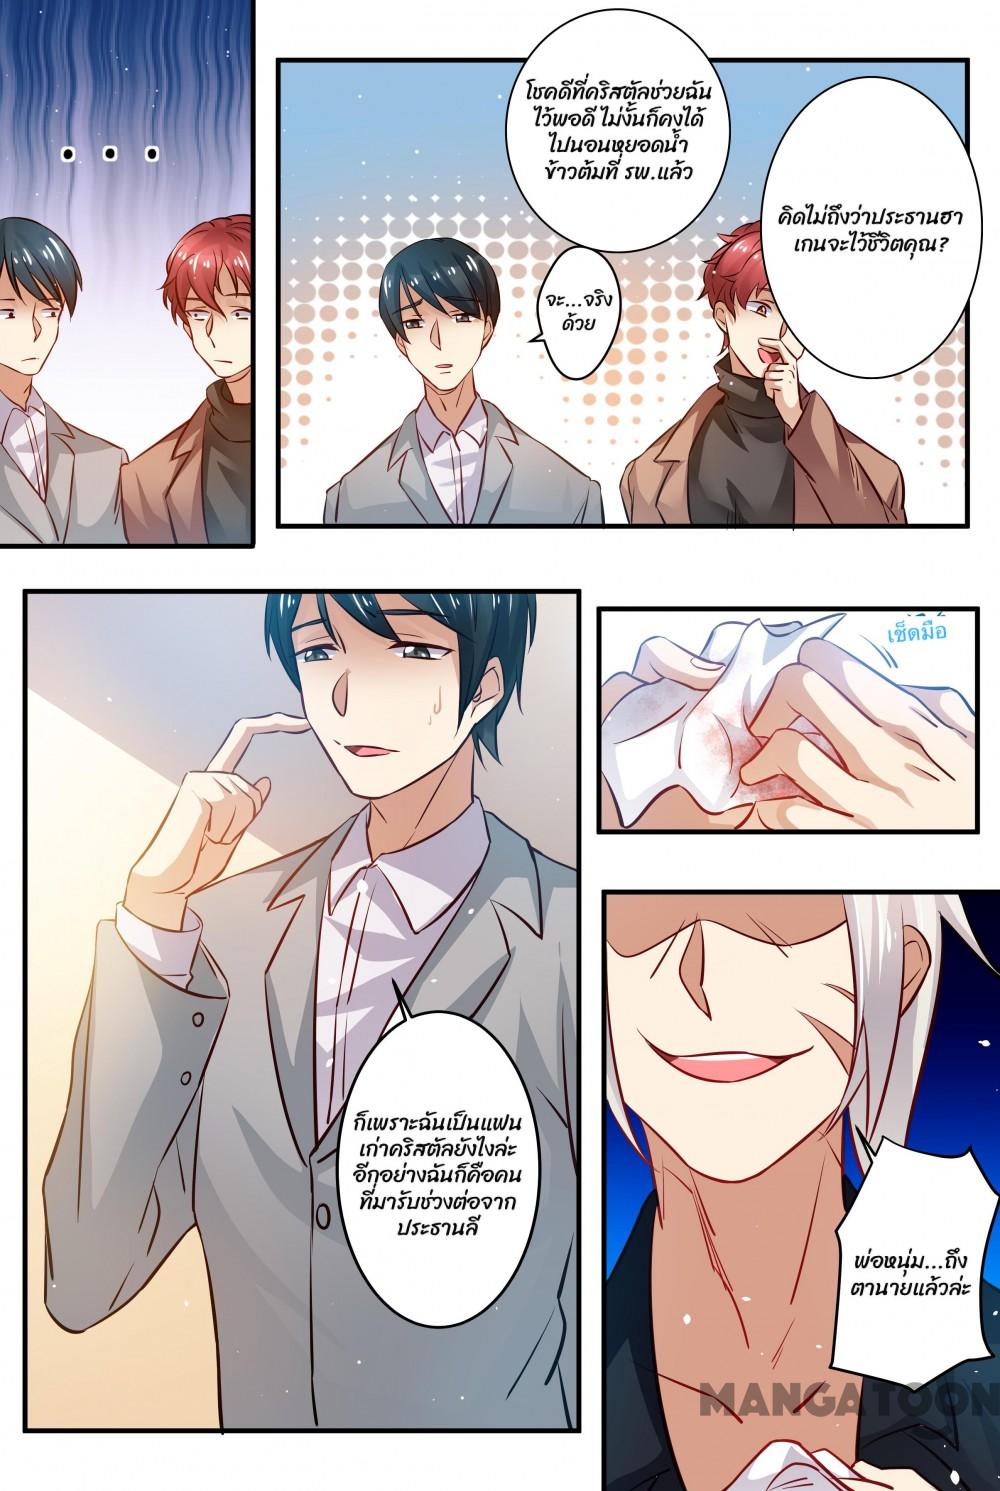 ...
โชคดีที่คริสตัลช่วยฉัน
ไว้พอดี ไม่งั้นก็คงได้
ไปนอนหยอดน้ำ
ข้าวต้มที่ รพ.แล้ว
คิดไม่ถึงว่าประธานฮา
เกนจะไว้ชีวิตคุณ?
จะ...จริง
ด้วย
เช็ดมือ
ก็เพราะฉันเป็นแฟน
เก่าคริสตัลยังไงล่ะ
อีกอย่างฉันก็คือคน
ที่มารับช่วงต่อจาก
ประธานลี
พ่อหนุ่ม...ถึง
ตานายแล้วล่ะ
MANGATOON